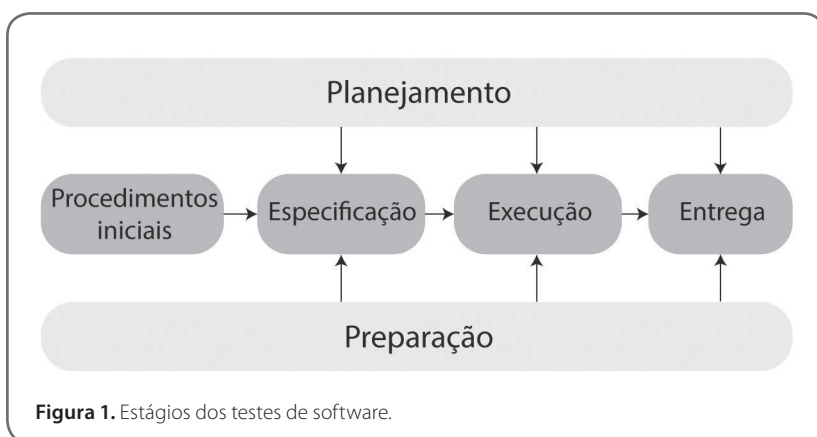 Planejamento
Procedimentos
iniciais
Especificação
Execução
Entrega
Preparação
Figura 1. Estágios dos testes de software.